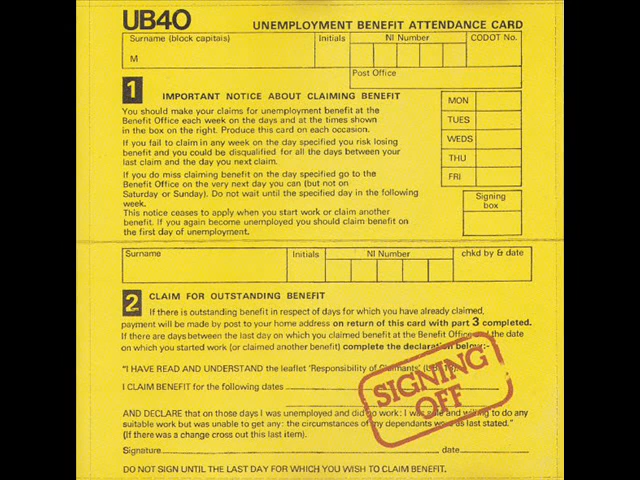 UB40
UNEMPLOYMENT BENEFIT ATTENDANCE CARD
Surname (block capitals) Initials NI Number CODOT No.
M
Post Office
1 IMPORTANT NOTICE ABOUT CLAIMING BENEFIT
You should make your claims for unemployment benefit at the
Benefit Office each week on the days and at the times shown
in the box on the right. Produce this card on each occasion.
If you fail to claim in any week on the day specified you risk losing
benefit and you could be disqualified for all the days between your
last claim and the day you next claim.
If you do miss claiming benefit on the day specified go to the
Benefit Office on the very next day you can (but not on
Saturday or Sunday). Do not wait until the specified day in the following
week.
This notice ceases to apply when you start work or claim another
benefit. If you again become unemployed you should claim benefit on
the first day of unemployment.
MON
TUES
WEDS
THU
FRI
Signing
box
Surname Initials NI Number chkd by & date
2 CLAIM FOR OUTSTANDING BENEFIT
If there is outstanding benefit in respect of days for which you have already claimed,
payment will be made by post to your home address on return of this card with part 3 completed.
If there are days between the last day on which you claimed benefit at the Benefit Office the date
on which you started work (or claimed another benefit) complete the declaration below:-
"I HAVE READ AND UNDERSTAND the leaflet 'Responsibility of Claimants'
I CLAIM BENEFIT for the following dates
AND DECLARE that on those days I was unemployed and did no work: I was able and willing to do any
suitable work but was unable to get any: the circumstances of my dependants were as last stated."
(If there was a change cross out this last item).
Signature date
DO NOT SIGN UNTIL THE LAST DAY FOR WHICH YOU WISH TO CLAIM BENEFIT.
SIGNING
OFF